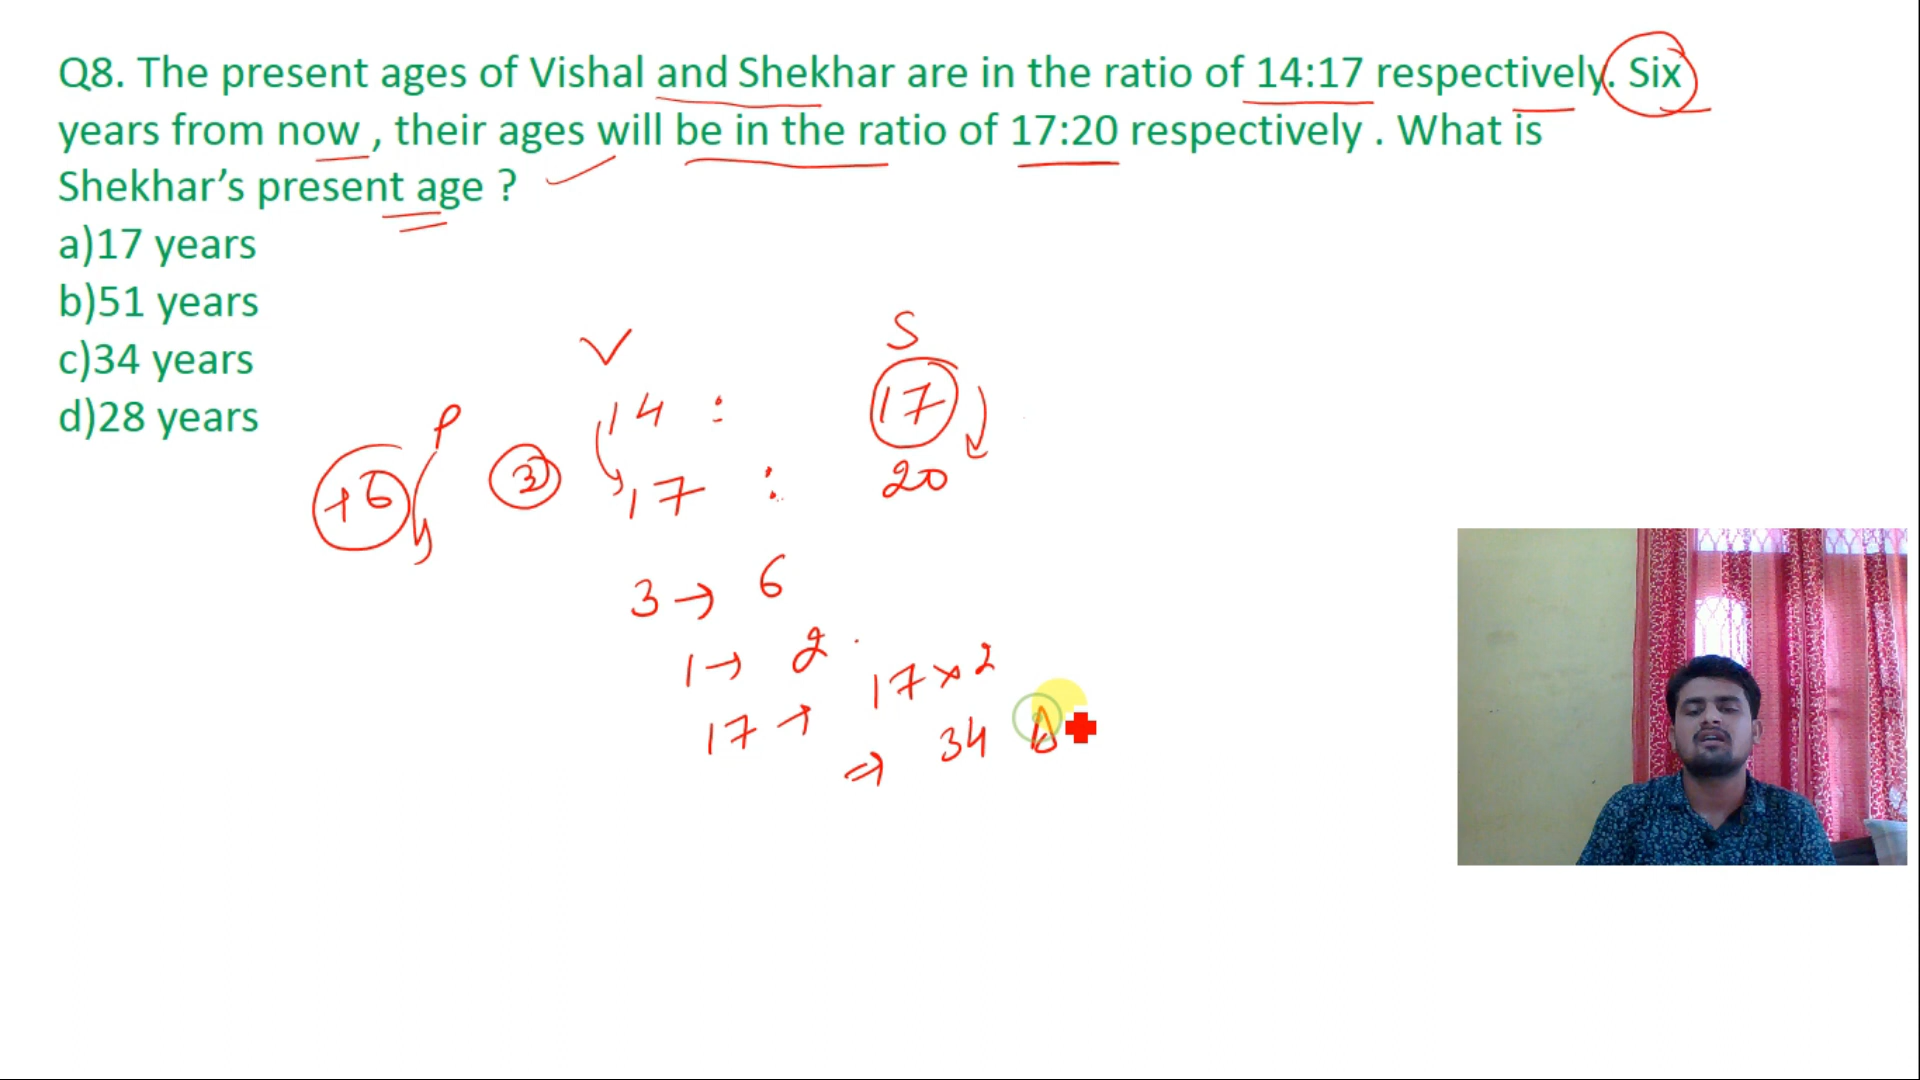 Q8. The present ages of Vishal and Shekhar are in the ratio of 14:17 respectively. Six
years from now , their ages will be in the ratio of 17:20 respectively . What is
Shekhar’s present age ?
a)17 years
b)51 years
c)34 years
d)28 years
V S
14 : 17
+6 3 17 : 20
3 → 6
1 → 2
17 → 17 × 2
⇒ 34